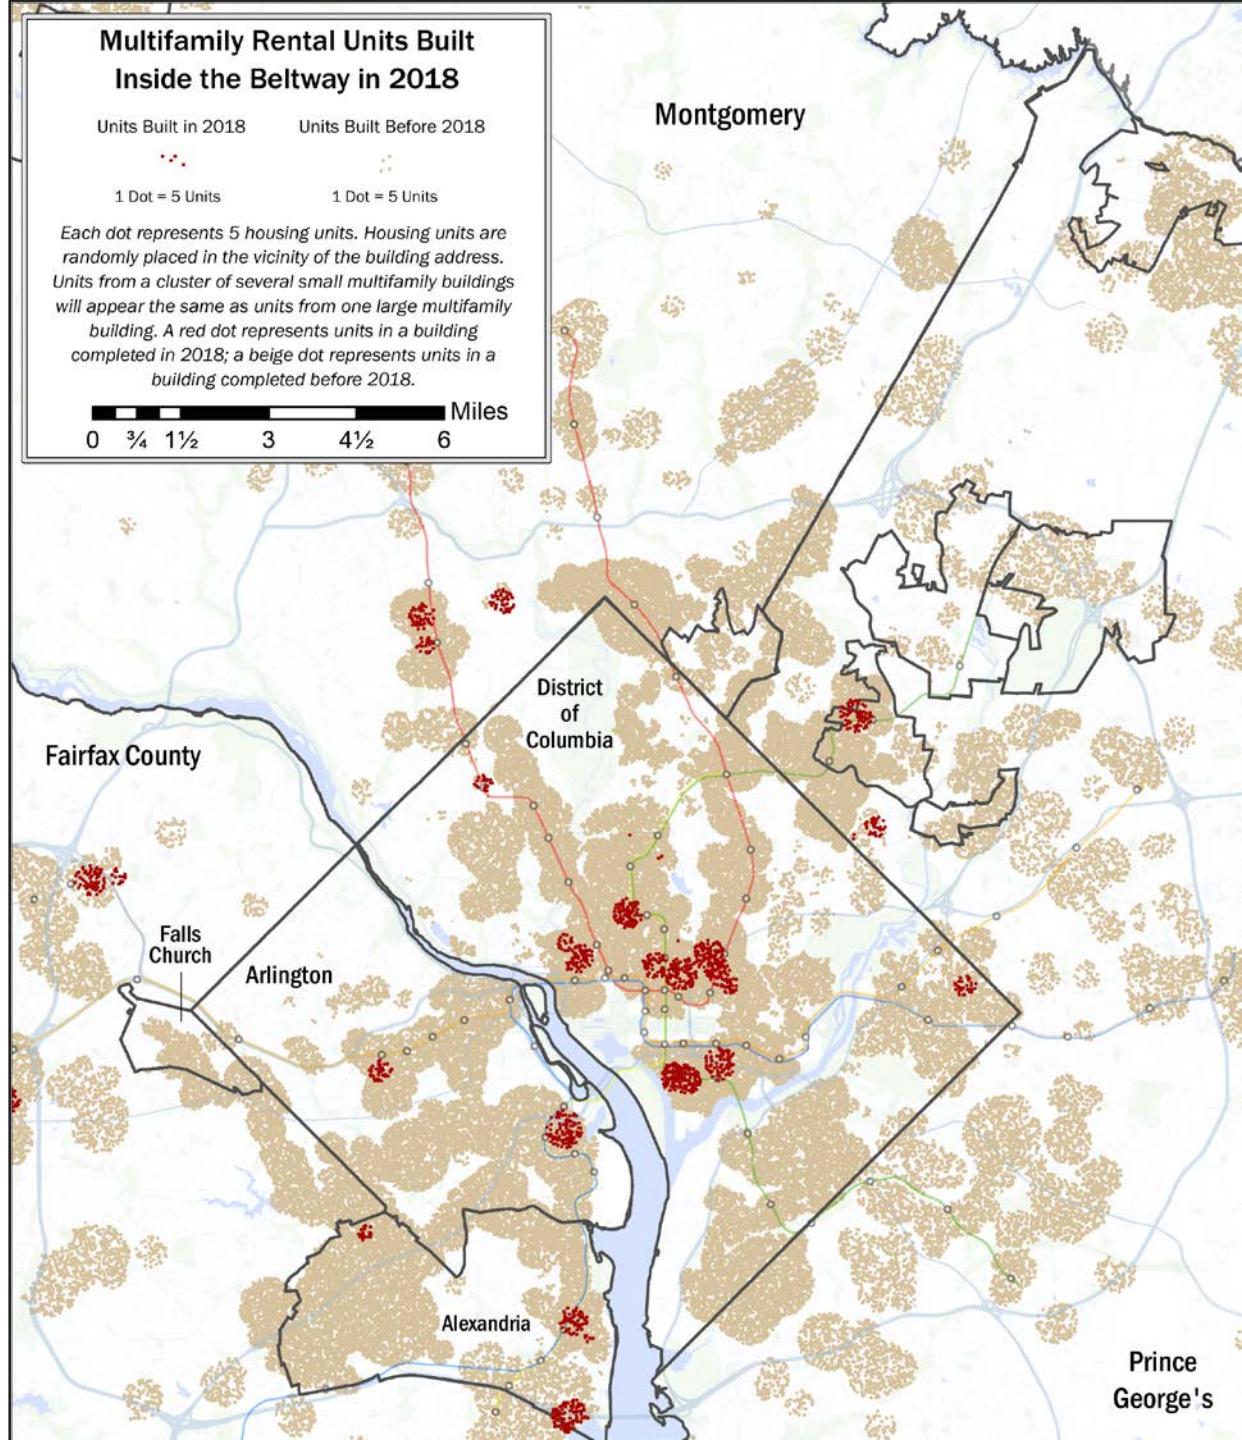 Multifamily Rental Units Built
Inside the Beltway in 2018
Units Built in 2018
Units Built Before 2018
1 Dot = 5 Units
1 Dot = 5 Units
Each dot represents 5 housing units. Housing units are
randomly placed in the vicinity of the building address.
Units from a cluster of several small multifamily buildings
will appear the same as units from one large multifamily
building. A red dot represents units in a building
completed in 2018; a beige dot represents units in a
building completed before 2018.
Miles
0 ¾ 1½ 3 4½ 6
Montgomery
District
of
Columbia
Fairfax County
Falls
Church
Arlington
Alexandria
Prince
George's